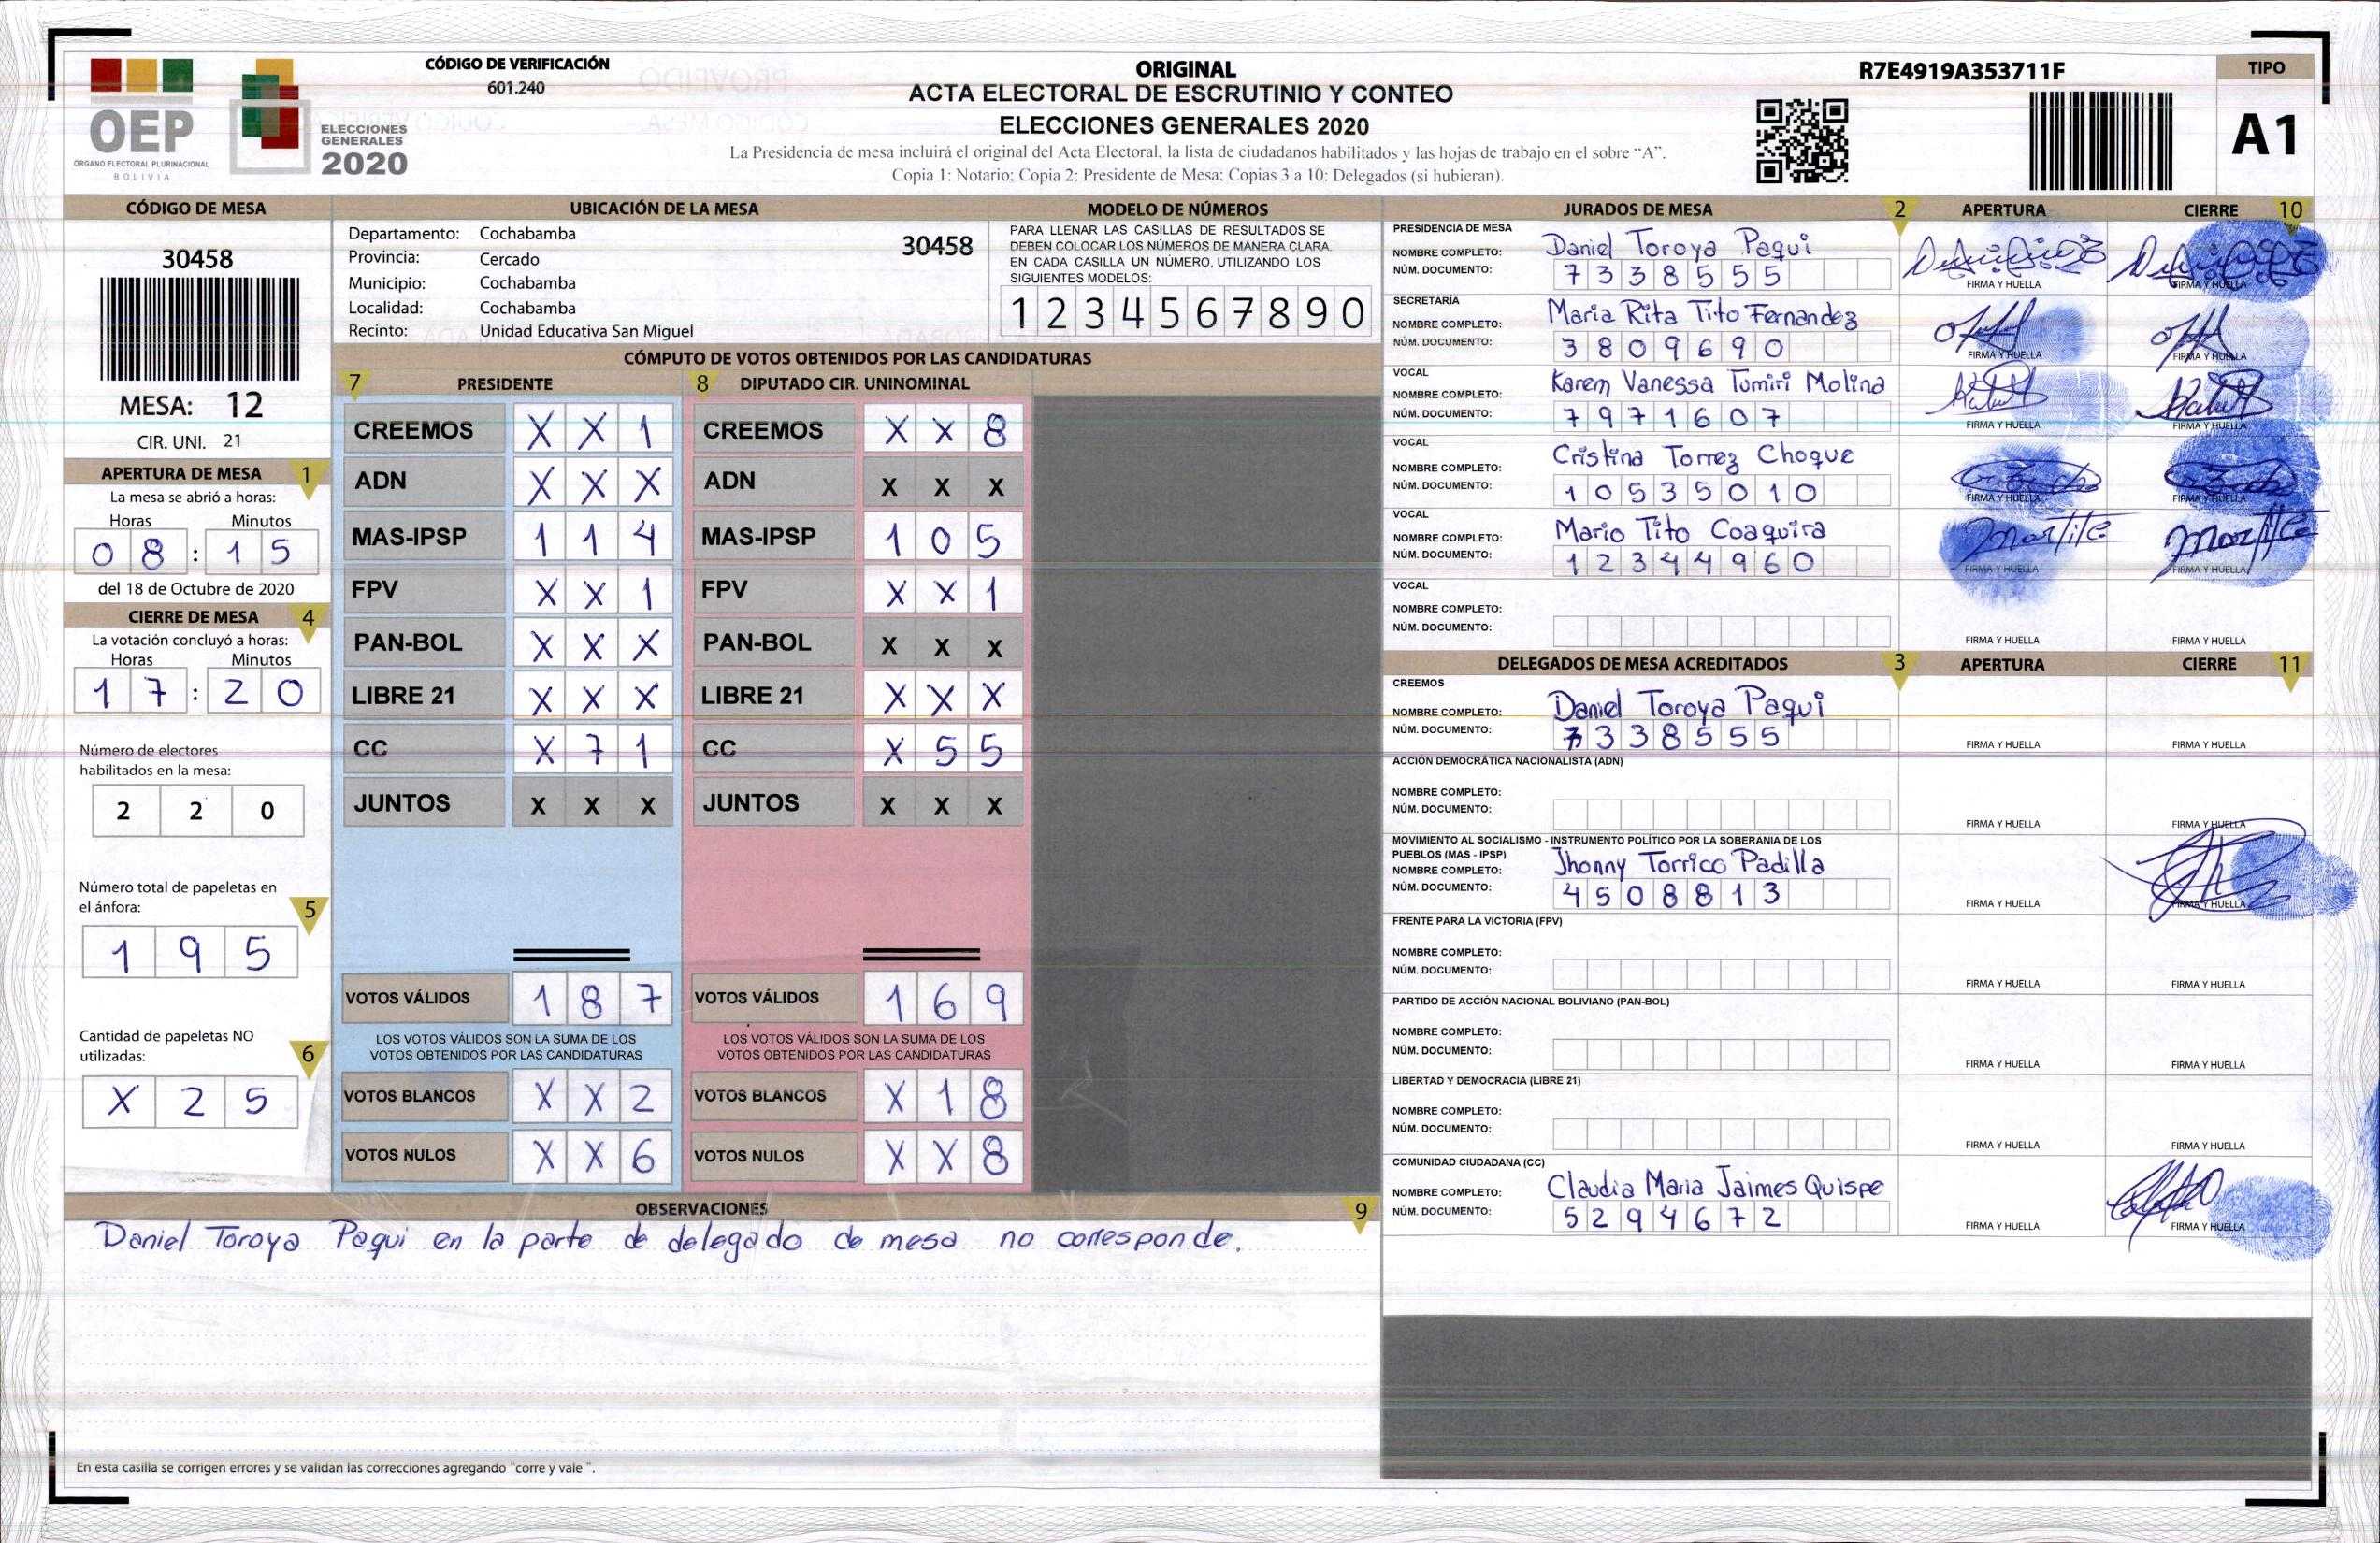 CÓDIGO DE VERIFICACIÓN
601.240
OEP
ÓRGANO ELECTORAL PLURINACIONAL
BOLIVIA
ELECCIONES
GENERALES
2020
ORIGINAL
ACTA ELECTORAL DE ESCRUTINIO Y CONTEO
ELECCIONES GENERALES 2020
La Presidencia de mesa incluirá el original del Acta Electoral, la lista de ciudadanos habilitados y las hojas de trabajo en el sobre "A".
Copia 1: Notario; Copia 2: Presidente de Mesa; Copias 3 a 10: Delegados (si hubieran).
R7E4919A353711F
TIPO
A1
CÓDIGO DE MESA
30458
MESA: 12
CIR. UNI. 21
APERTURA DE MESA 1
La mesa se abrió a horas:
Horas Minutos
0 8 : 1 5
del 18 de Octubre de 2020
CIERRE DE MESA 4
La votación concluyó a horas:
Horas Minutos
1 7 : 2 0
Número de electores
habilitados en la mesa:
2 2 0
Número total de papeletas en
el ánfora: 5
1 9 5
Cantidad de papeletas NO
utilizadas: 6
X 2 5
UBICACIÓN DE LA MESA
Departamento: Cochabamba
30458
Provincia: Cercado
Municipio: Cochabamba
Localidad: Cochabamba
Recinto: Unidad Educativa San Miguel
MODELO DE NÚMEROS
PARA LLENAR LAS CASILLAS DE RESULTADOS SE
DEBEN COLOCAR LOS NÚMEROS DE MANERA CLARA,
EN CADA CASILLA UN NÚMERO, UTILIZANDO LOS
SIGUIENTES MODELOS:
1 2 3 4 5 6 7 8 9 0
CÓMPUTO DE VOTOS OBTENIDOS POR LAS CANDIDATURAS
7 PRESIDENTE
CREEMOS X X 1
ADN X X X
MAS-IPSP 1 1 4
FPV X X 1
PAN-BOL X X X
LIBRE 21 X X X
CC X 7 1
JUNTOS X X X
VOTOS VÁLIDOS 1 8 7
LOS VOTOS VÁLIDOS SON LA SUMA DE LOS
VOTOS OBTENIDOS POR LAS CANDIDATURAS
VOTOS BLANCOS X X 2
VOTOS NULOS X X 6
8 DIPUTADO CIR. UNINOMINAL
CREEMOS X X 8
ADN X X X
MAS-IPSP 1 0 5
FPV X X 1
PAN-BOL X X X
LIBRE 21 X X X
CC X 5 5
JUNTOS X X X
VOTOS VÁLIDOS 1 6 9
LOS VOTOS VÁLIDOS SON LA SUMA DE LOS
VOTOS OBTENIDOS POR LAS CANDIDATURAS
VOTOS BLANCOS X 1 8
VOTOS NULOS X X 8
OBSERVACIONES 9
Daniel Toroya Paqui en la parte de delegado de mesa no corresponde.
En esta casilla se corrigen errores y se validan las correcciones agregando "corre y vale ".
JURADOS DE MESA 2 APERTURA CIERRE 10
PRESIDENCIA DE MESA
NOMBRE COMPLETO: Daniel Toroya Paqui
NÚM. DOCUMENTO: 7 3 3 8 5 5 5
FIRMA Y HUELLA FIRMA Y HUELLA
SECRETARÍA
NOMBRE COMPLETO: Maria Rita Tito Fernandez
NÚM. DOCUMENTO: 3 8 0 9 6 9 0
FIRMA Y HUELLA FIRMA Y HUELLA
VOCAL
NOMBRE COMPLETO: Karem Vanessa Tumiri Molina
NÚM. DOCUMENTO: 7 9 7 1 6 0 7
FIRMA Y HUELLA FIRMA Y HUELLA
VOCAL
NOMBRE COMPLETO: Cristina Torrez Choque
NÚM. DOCUMENTO: 1 0 5 3 5 0 1 0
FIRMA Y HUELLA FIRMA Y HUELLA
VOCAL
NOMBRE COMPLETO: Mario Tito Coaquira
NÚM. DOCUMENTO: 1 2 3 4 4 9 6 0
FIRMA Y HUELLA FIRMA Y HUELLA
VOCAL
NOMBRE COMPLETO:
NÚM. DOCUMENTO:
FIRMA Y HUELLA FIRMA Y HUELLA
DELEGADOS DE MESA ACREDITADOS 3 APERTURA CIERRE 11
CREEMOS
NOMBRE COMPLETO: Daniel Toroya Paqui
NÚM. DOCUMENTO: 7 3 3 8 5 5 5
FIRMA Y HUELLA FIRMA Y HUELLA
ACCIÓN DEMOCRÁTICA NACIONALISTA (ADN)
NOMBRE COMPLETO:
NÚM. DOCUMENTO:
FIRMA Y HUELLA FIRMA Y HUELLA
MOVIMIENTO AL SOCIALISMO - INSTRUMENTO POLÍTICO POR LA SOBERANIA DE LOS
PUEBLOS (MAS - IPSP)
NOMBRE COMPLETO: Jhonny Torrico Padilla
NÚM. DOCUMENTO: 4 5 0 8 8 1 3
FIRMA Y HUELLA FIRMA Y HUELLA
FRENTE PARA LA VICTORIA (FPV)
NOMBRE COMPLETO:
NÚM. DOCUMENTO:
FIRMA Y HUELLA FIRMA Y HUELLA
PARTIDO DE ACCIÓN NACIONAL BOLIVIANO (PAN-BOL)
NOMBRE COMPLETO:
NÚM. DOCUMENTO:
FIRMA Y HUELLA FIRMA Y HUELLA
LIBERTAD Y DEMOCRACIA (LIBRE 21)
NOMBRE COMPLETO:
NÚM. DOCUMENTO:
FIRMA Y HUELLA FIRMA Y HUELLA
COMUNIDAD CIUDADANA (CC)
NOMBRE COMPLETO: Claudia Maria Jaimes Quispe
NÚM. DOCUMENTO: 5 2 9 4 6 7 2
FIRMA Y HUELLA FIRMA Y HUELLA